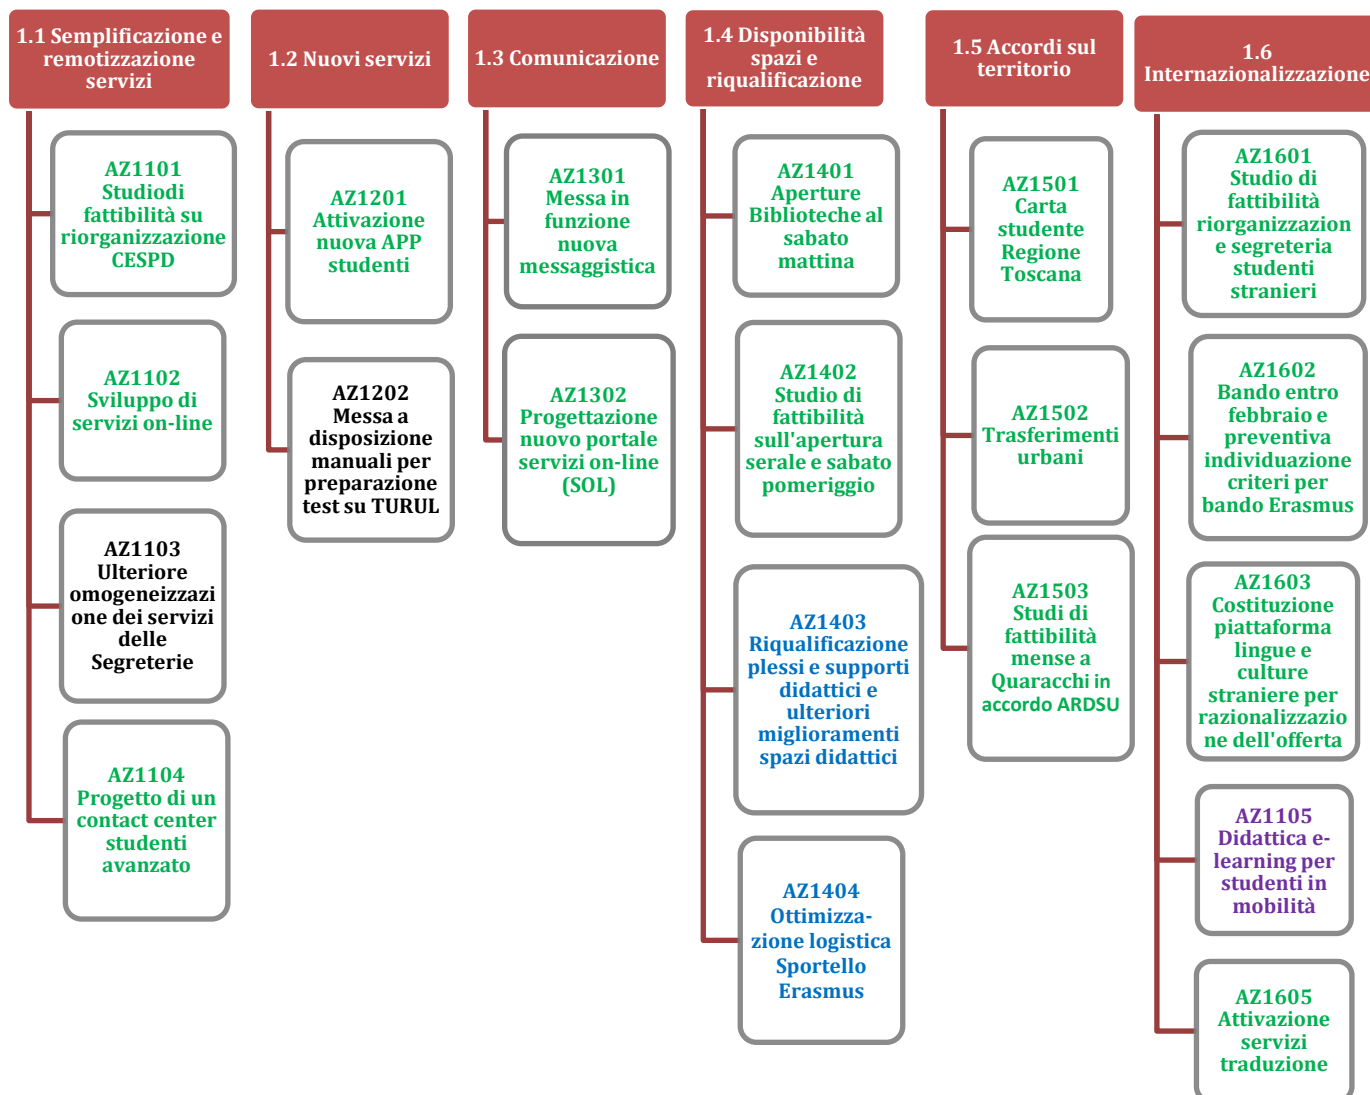 1.1 Semplificazione e
remotizzazione
servizi
AZ1101
Studiodi
fattibilità su
riorganizzazione
CESPD
AZ1102
Sviluppo di
servizi on-line
AZ1103
Ulteriore
omogeneizzazi
one dei servizi
delle
Segreterie
AZ1104
Progetto di un
contact center
studenti
avanzato
1.2 Nuovi servizi
AZ1201
Attivazione
nuova APP
studenti
AZ1202
Messa a
disposizione
manuali per
preparazione
test su TURUL
1.3 Comunicazione
AZ1301
Messa in
funzione
nuova
messaggistica
AZ1302
Progettazione
nuovo portale
servizi on-line
(SOL)
1.4 Disponibilità
spazi e
riqualificazione
AZ1401
Aperture
Biblioteche al
sabato
mattina
AZ1402
Studio di
fattibilità
sull'apertura
serale e sabato
pomeriggio
AZ1403
Riqualificazione
plessi e supporti
didattici e
ulteriori
miglioramenti
spazi didattici
AZ1404
Ottimizza-
zione logistica
Sportello
Erasmus
1.5 Accordi sul
territorio
AZ1501
Carta
studente
Regione
Toscana
AZ1502
Trasferimenti
urbani
AZ1503
Studi di
fattibilità
mense a
Quaracchi in
accordo ARDSU
1.6
Internazionalizzazione
AZ1601
Studio di
fattibilità
riorganizzazion
e segreteria
studenti
stranieri
AZ1602
Bando entro
febbraio e
preventiva
individuazione
criteri per
bando Erasmus
AZ1603
Costituzione
piattaforma
lingue e
culture
straniere per
razionalizzazio
ne dell'offerta
AZ1105
Didattica e-
learning per
studenti in
mobilità
AZ1605
Attivazione
servizi
traduzione